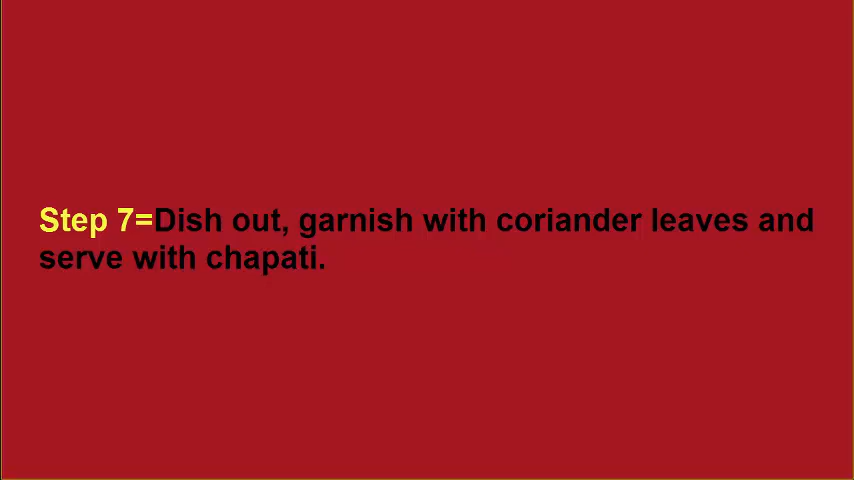 Step 7=Dish out, garnish with coriander leaves and
serve with chapati.